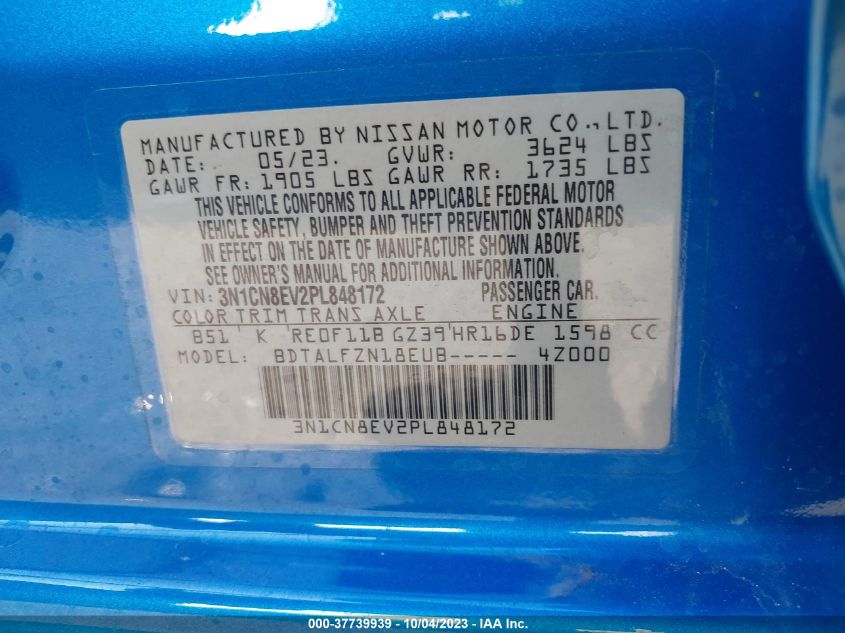 MANUFACTURED BY NISSAN MOTOR CO., LTD.
DATE: 05/23. GVWR: 3624 LBS
GAWR FR: 1905 LBS GAWR RR: 1735 LBS
THIS VEHICLE CONFORMS TO ALL APPLICABLE FEDERAL MOTOR
VEHICLE SAFETY, BUMPER AND THEFT PREVENTION STANDARDS
IN EFFECT ON THE DATE OF MANUFACTURE SHOWN ABOVE.
SEE OWNER'S MANUAL FOR ADDITIONAL INFORMATION.
VIN: 3N1CN8EV2PL848172 PASSENGER CAR.
COLOR TRIM TRANS AXLE ENGINE
B51 K RE0F11B GZ39 HR16DE 1598 CC
MODEL: BDTALFZN18EUB----- 4Z000
3N1CN8EV2PL848172
000-37739939 - 10/04/2023 - IAA Inc.